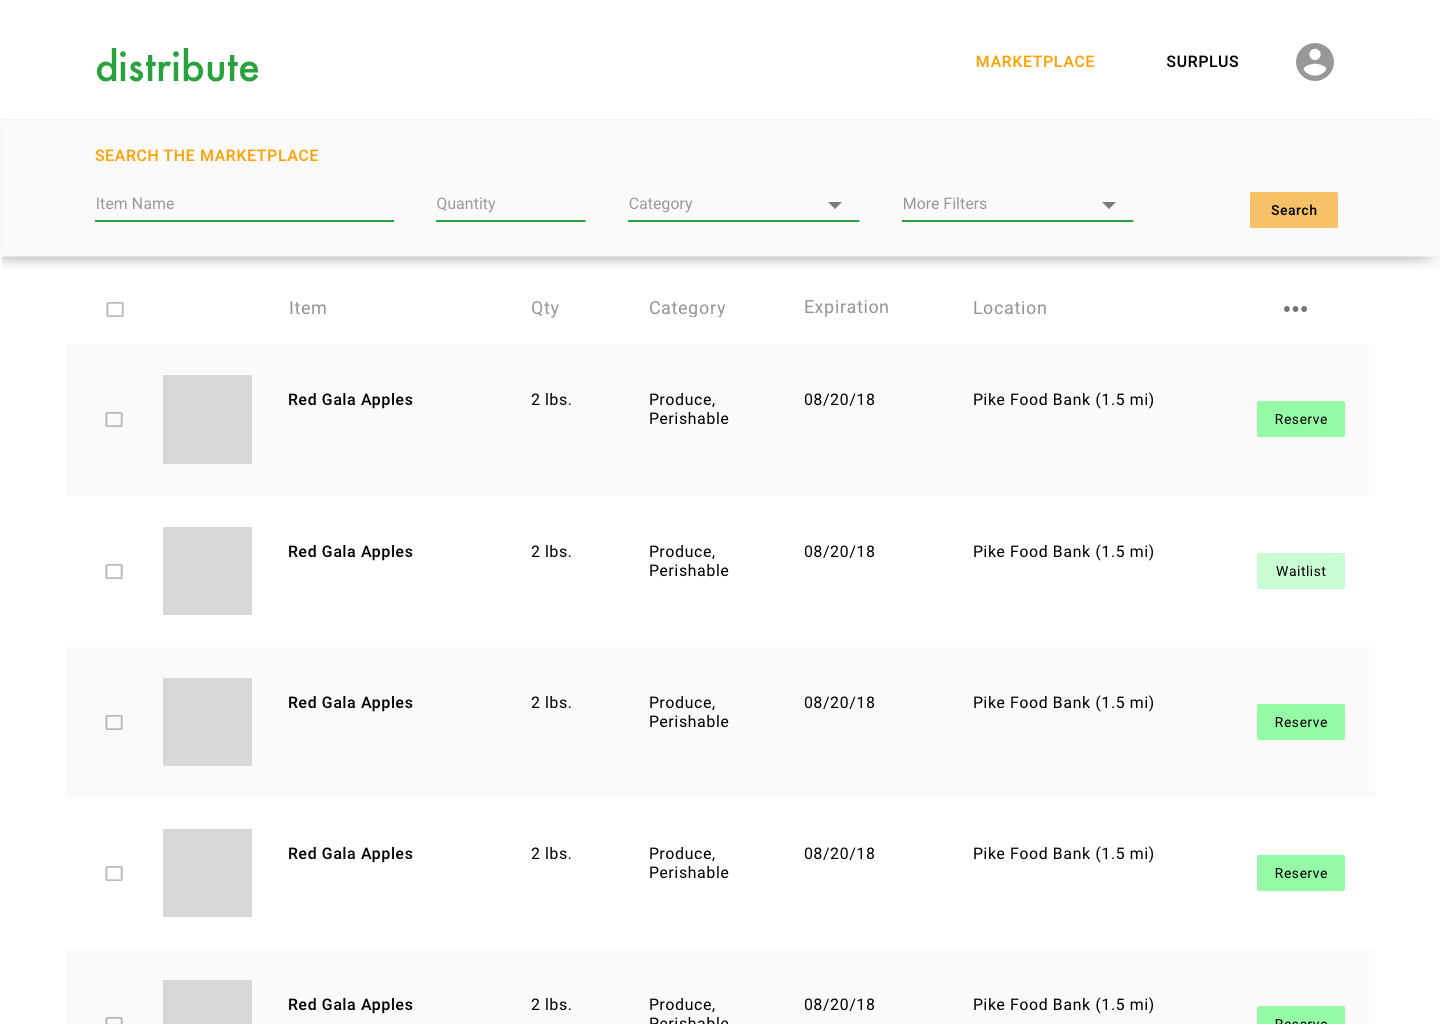 distribute
MARKETPLACE
SURPLUS
SEARCH THE MARKETPLACE
Item Name
Quantity
Category
More Filters
Search
Item
Qty
Category
Expiration
Location
Red Gala Apples
2 lbs.
Produce,
Perishable
08/20/18
Pike Food Bank (1.5 mi)
Reserve
Red Gala Apples
2 lbs.
Produce,
Perishable
08/20/18
Pike Food Bank (1.5 mi)
Waitlist
Red Gala Apples
2 lbs.
Produce,
Perishable
08/20/18
Pike Food Bank (1.5 mi)
Reserve
Red Gala Apples
2 lbs.
Produce,
Perishable
08/20/18
Pike Food Bank (1.5 mi)
Reserve
Red Gala Apples
2 lbs.
Produce,
Perishable
08/20/18
Pike Food Bank (1.5 mi)
Reserve